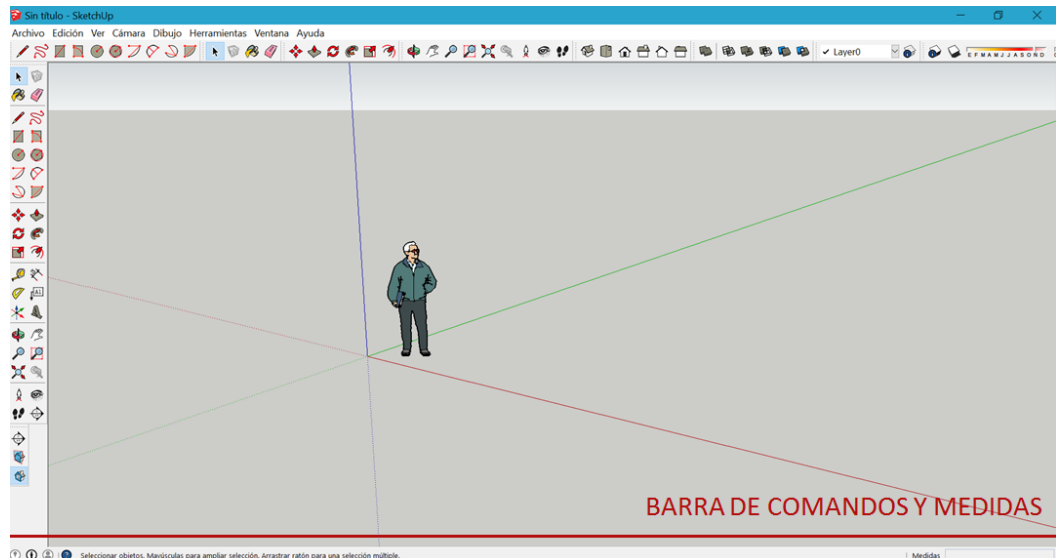 Sin título - SketchUp
Archivo Edición Ver Cámara Dibujo Herramientas Ventana Ayuda
Layer0
E F M A M J J A S O N D
A1
BARRA DE COMANDOS Y MEDIDAS
Seleccionar objetos. Mayúsculas para ampliar selección. Arrastrar ratón para una selección múltiple.
Medidas